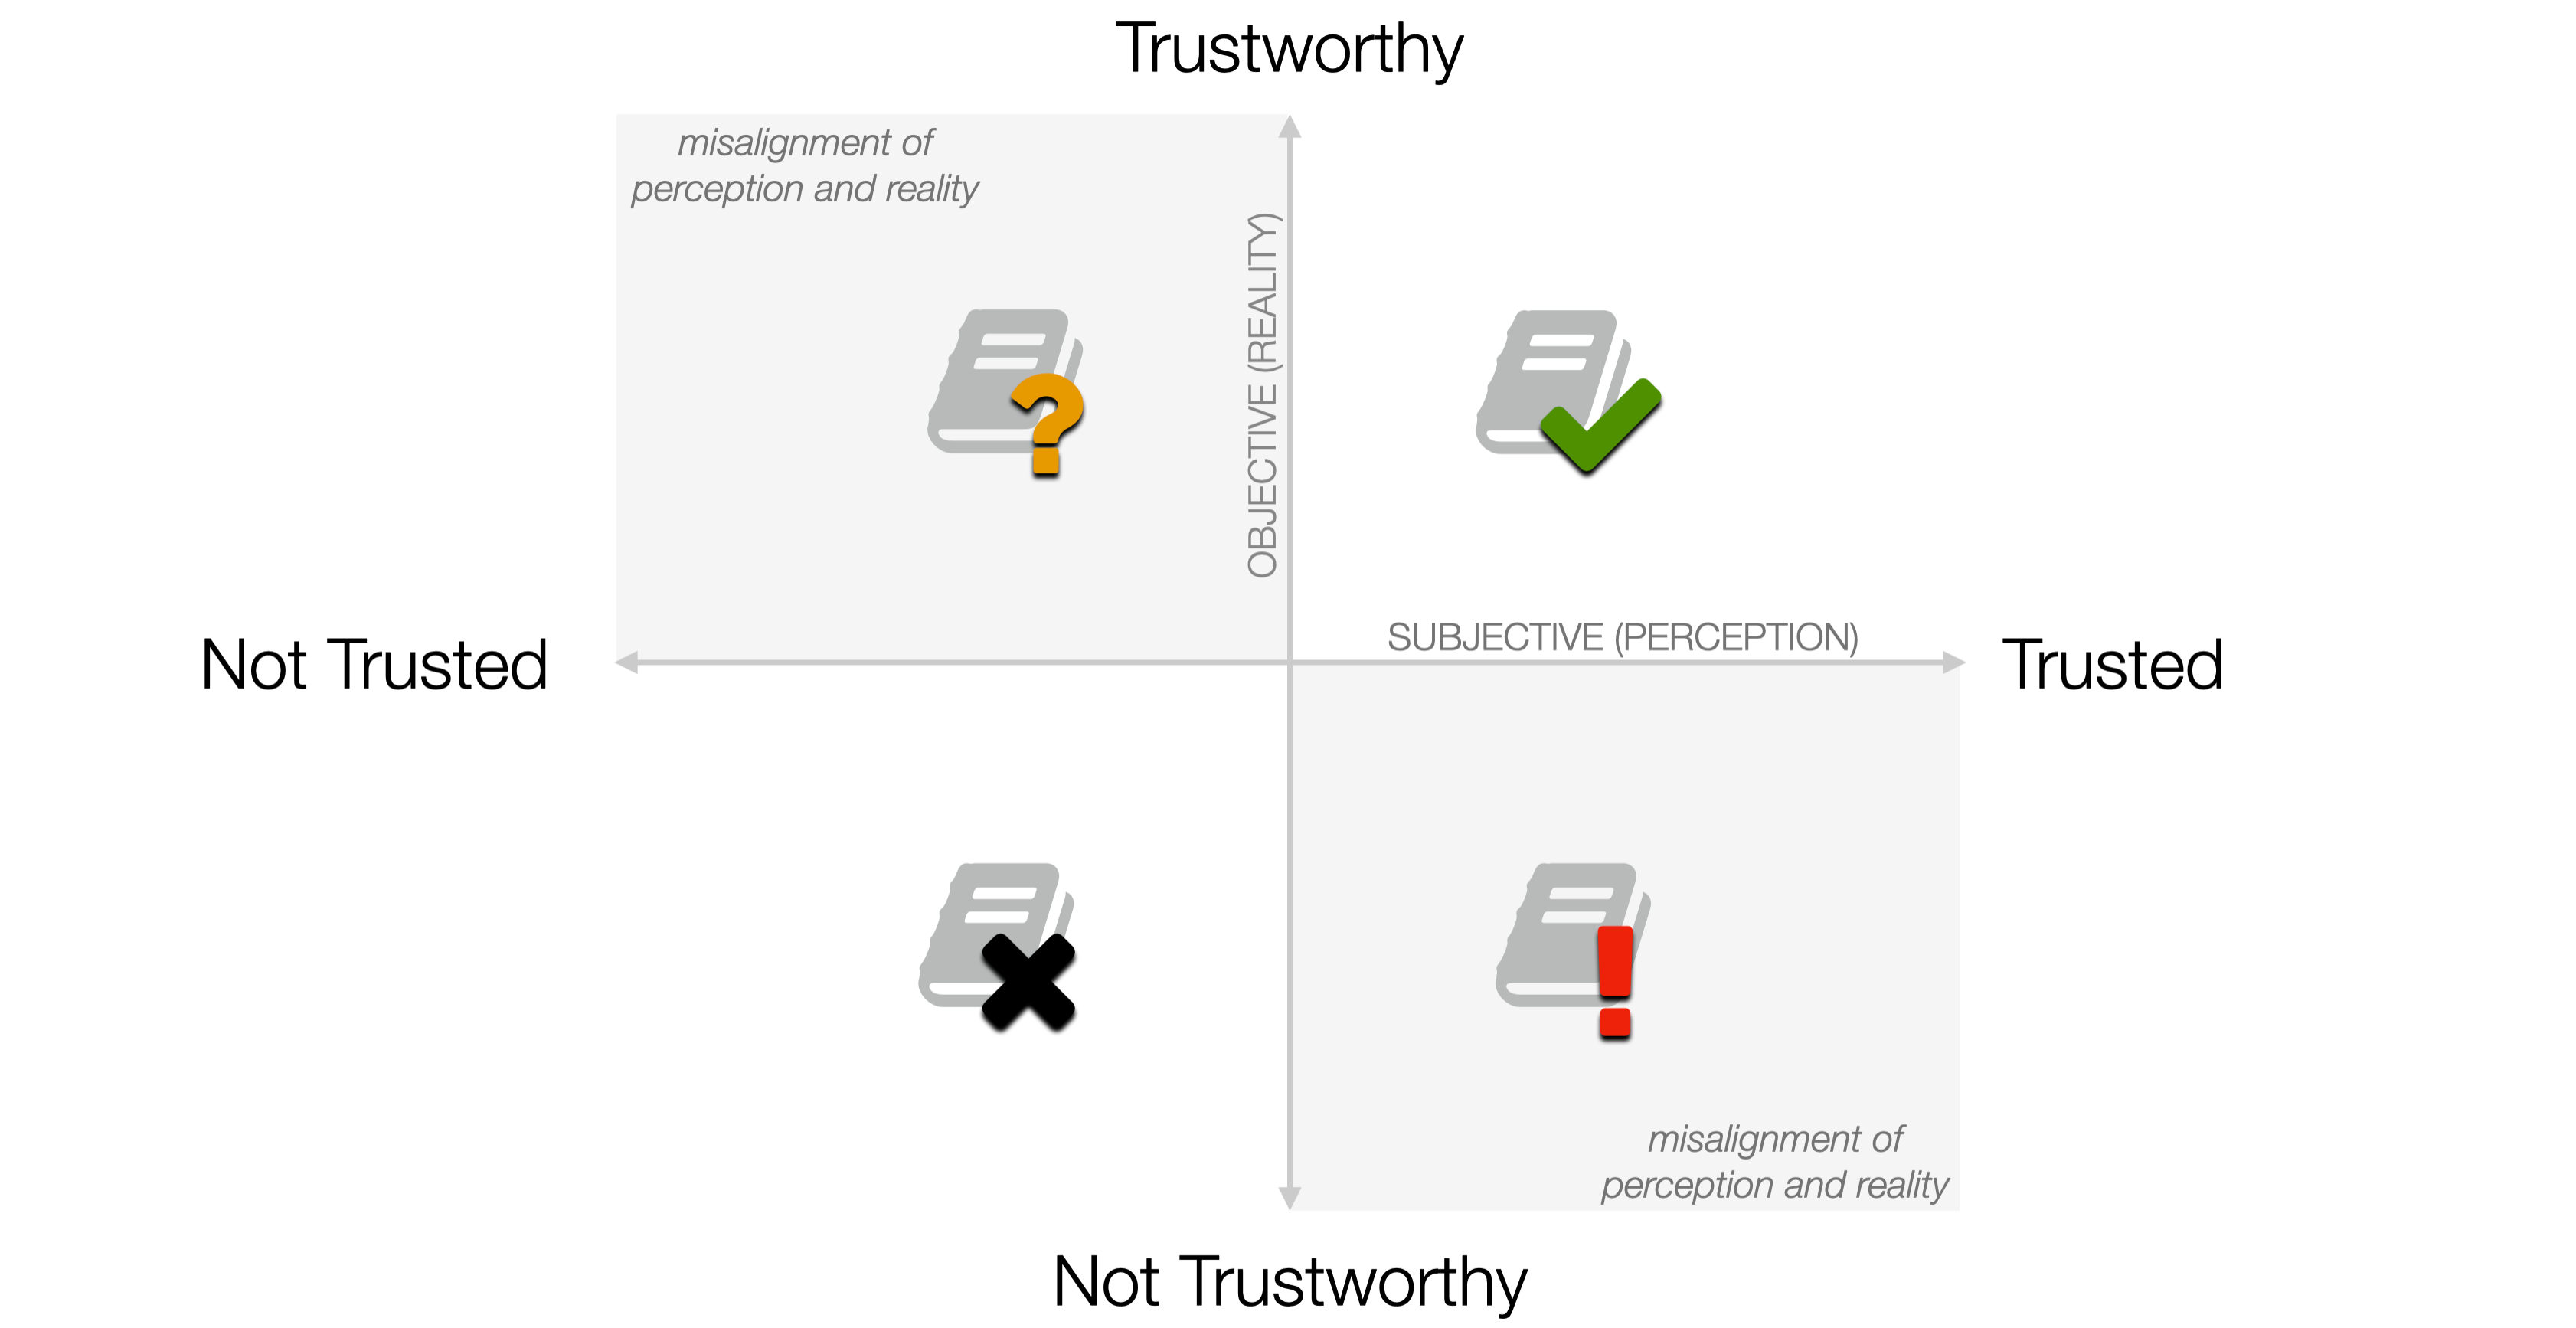 Trustworthy
misalignment of
perception and reality
OBJECTIVE (REALITY)
SUBJECTIVE (PERCEPTION)
Not Trusted
Trusted
misalignment of
perception and reality
Not Trustworthy